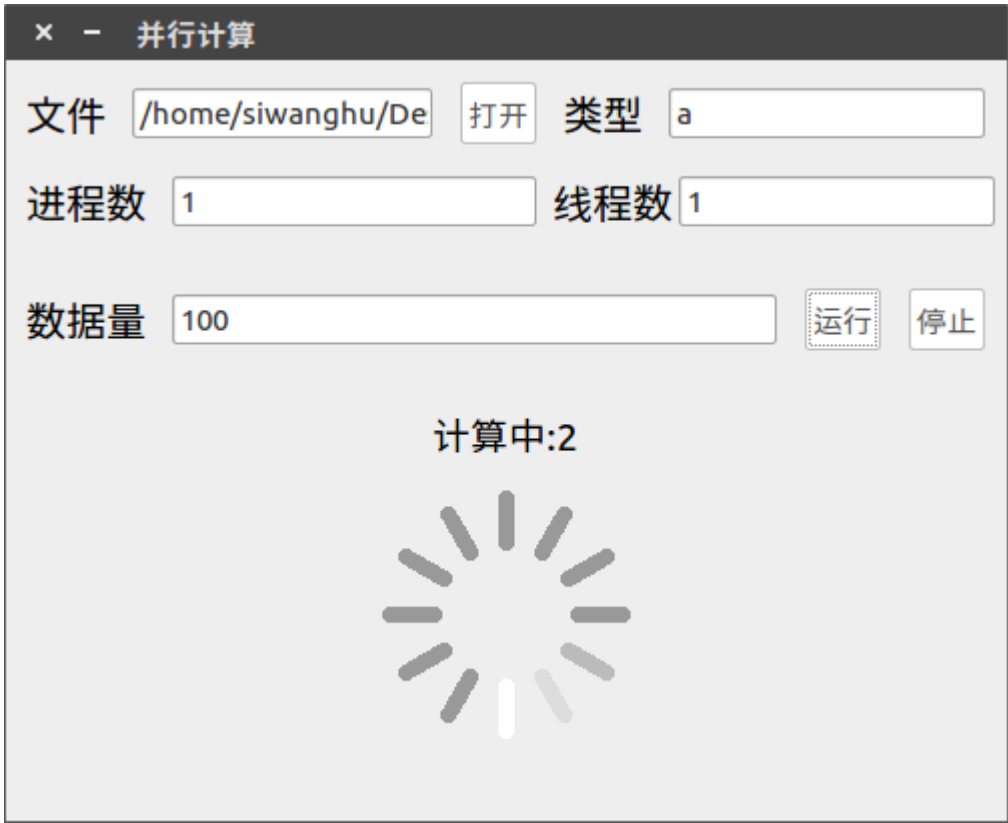 并行计算
文件 /home/siwanghu/De 打开 类型 a
进程数 1 线程数 1
数据量 100 运行 停止
计算中:2